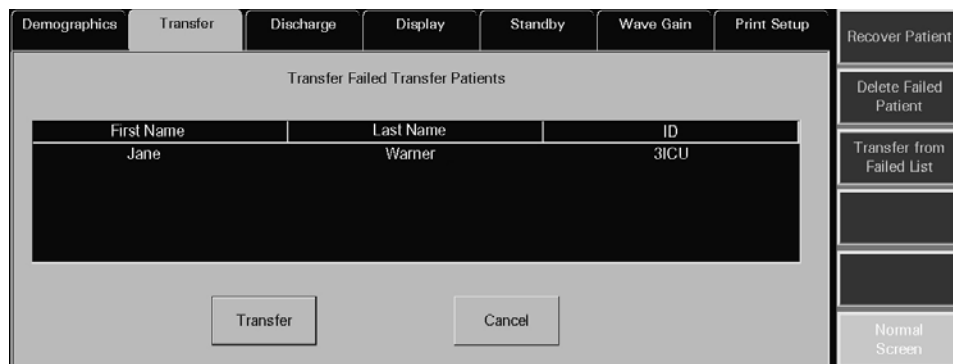 Demographics Transfer Discharge Display Standby Wave Gain Print Setup
Transfer Failed Transfer Patients
First Name Last Name ID
Jane Warner 3ICU
Transfer Cancel
Recover Patient
Delete Failed
Patient
Transfer from
Failed List
Normal
Screen